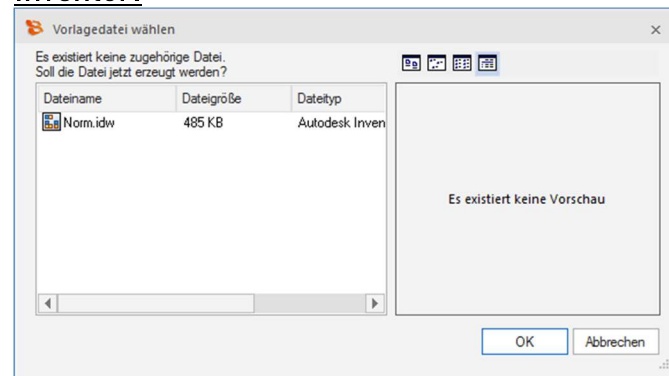 Inventor:
Vorlagedatei wählen
Es existiert keine zugehörige Datei.
Soll die Datei jetzt erzeugt werden?
Dateiname Dateigröße Dateityp
Norm.idw 485 KB Autodesk Inven
Es existiert keine Vorschau
OK Abbrechen